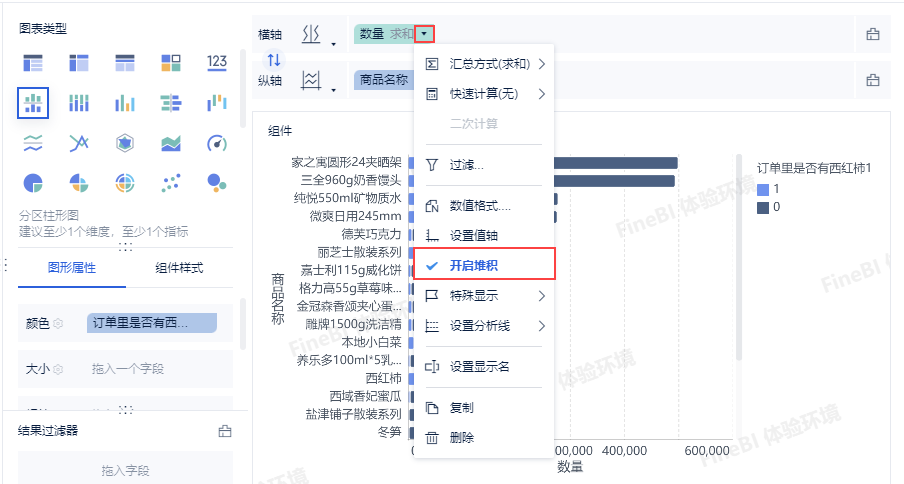 图表类型
123
分区柱形图
建议至少1个维度，至少1个指标
图形属性
组件样式
颜色
订单里是否有西...
大小
拖入一个字段
结果过滤器
拖入字段
横轴
数量 求和
纵轴
商品名称
组件
汇总方式(求和)
快速计算(无)
二次计算
过滤...
数值格式....
设置值轴
开启堆积
特殊显示
设置分析线
设置显示名
复制
删除
商品名称
家之寓圆形24夹晒架
三全960g奶香馒头
纯悦550ml矿物质水
微爽日用245mm
德芙巧克力
丽芝士散装系列
嘉士利115g威化饼
格力高55g草莓味...
金冠森香颂夹心蛋...
雕牌1500g洗洁精
本地小白菜
养乐多100ml*5乳...
西红柿
西域香妃蜜瓜
盐津铺子散装系列
冬笋
00,000
400,000
600,000
数量
订单里是否有西红柿1
1
0
FineBI 体验环境
FineBI 体验环境
FineBI 体验环境